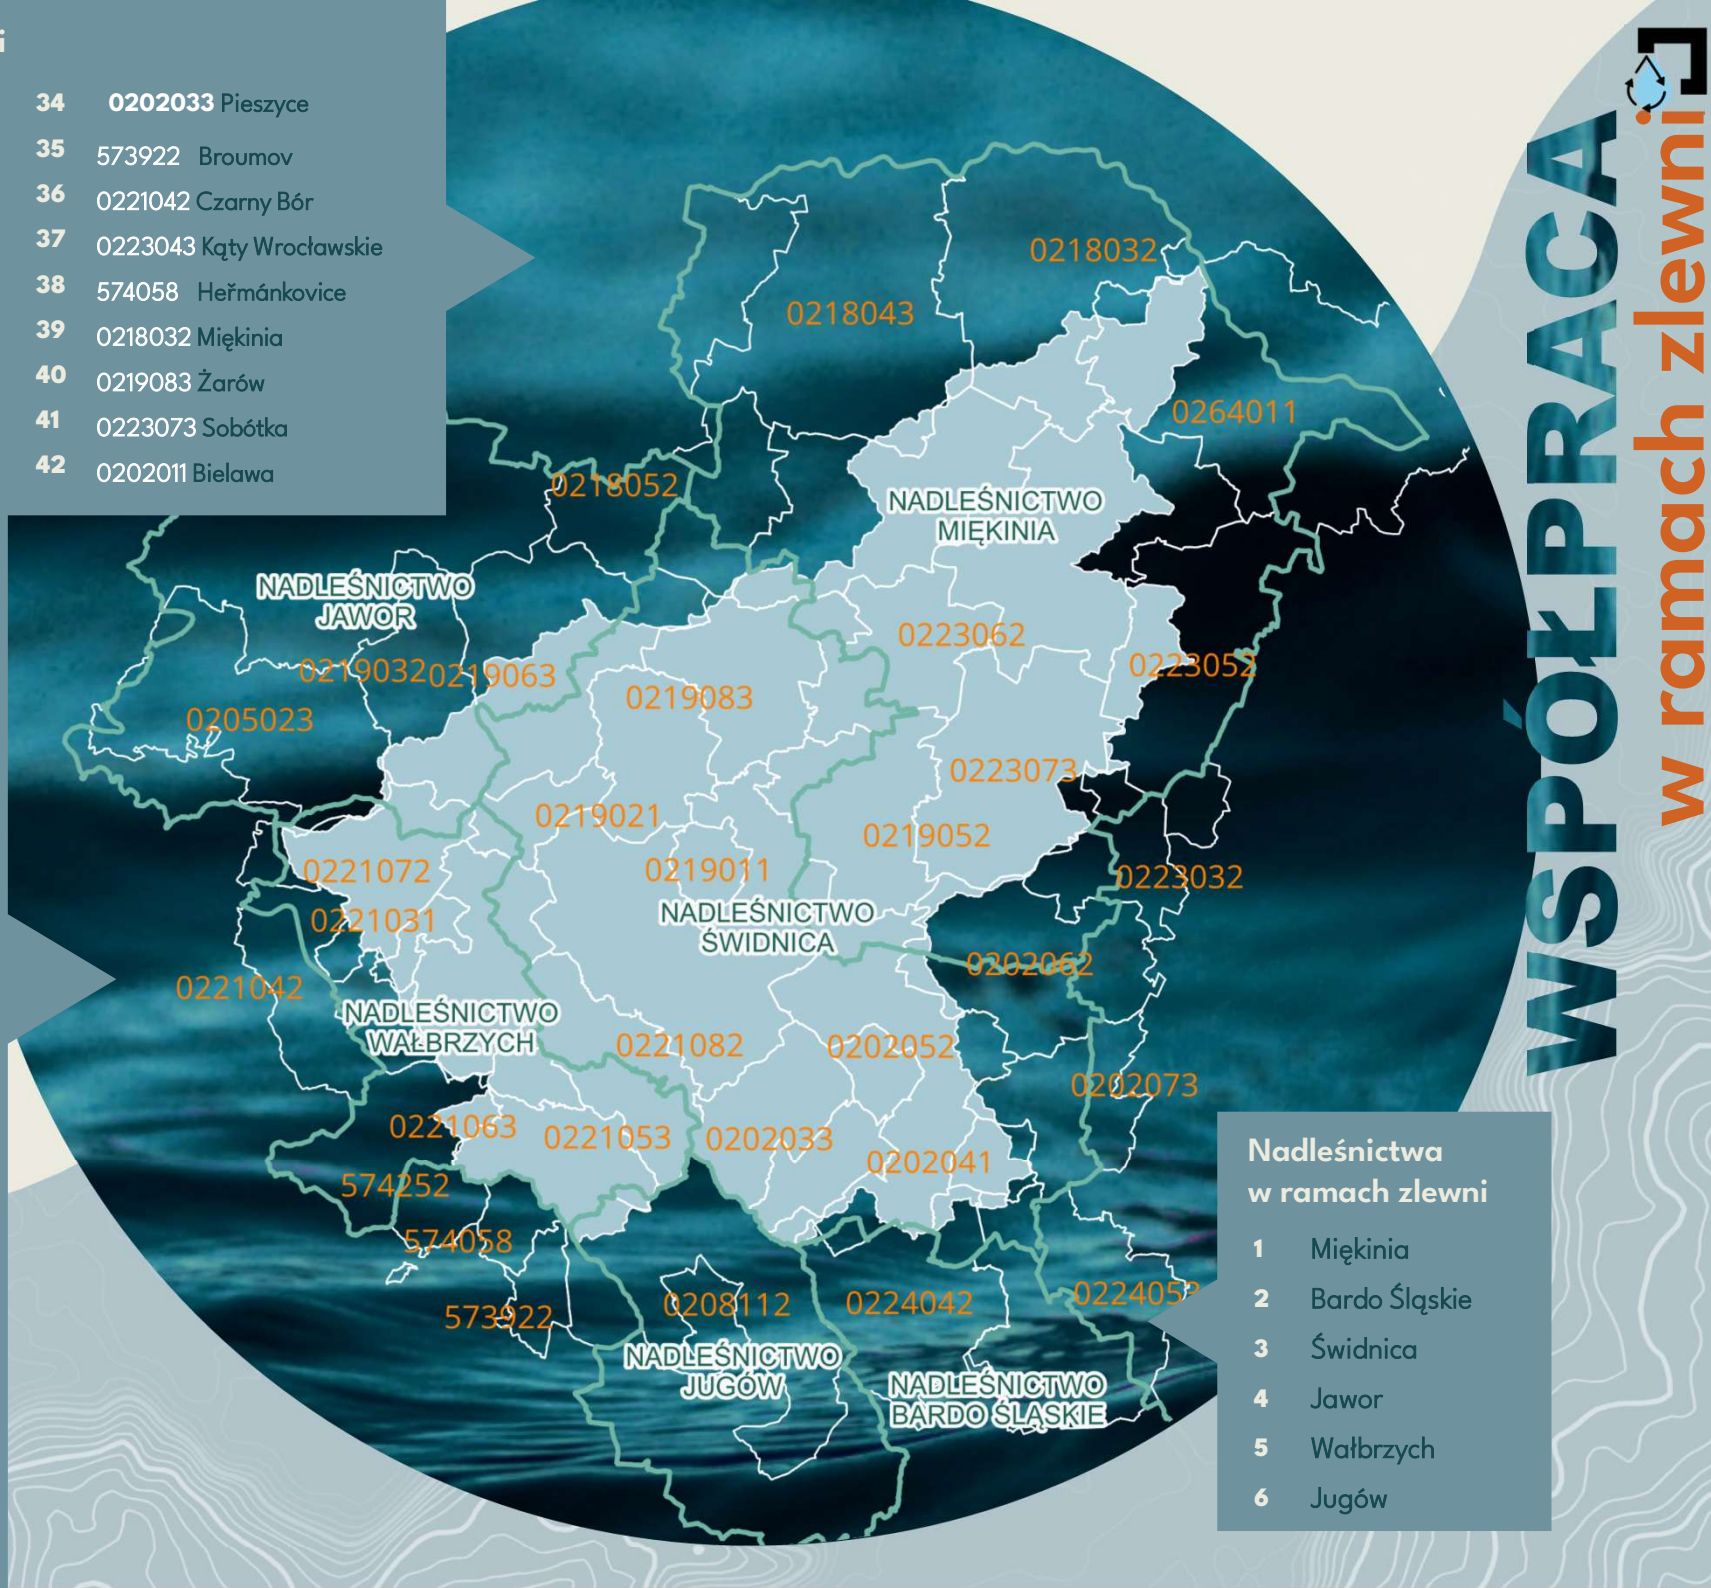 i
34 0202033 Pieszyce
35 573922 Broumov
36 0221042 Czarny Bór
37 0223043 Kąty Wrocławskie
38 574058 Heřmánkovice
39 0218032 Miękinia
40 0219083 Żarów
41 0223073 Sobótka
42 0202011 Bielawa
WSPÓŁPRACA
w ramach zlewni
0218032
0218043
0264011
0218052
NADLEŚNICTWO
MIĘKINIA
NADLEŚNICTWO
JAWOR
0223062
0223052
0219032
0219063
0219083
0205023
0223073
0219021
0219052
0221072
0219011
0223032
0221031
NADLEŚNICTWO
ŚWIDNICA
0202062
0221042
NADLEŚNICTWO
WAŁBRZYCH
0221082
0202052
0202073
0221063
0221053
0202033
0202041
574252
574058
573922
0208112
0224042
0224053
NADLEŚNICTWO
JUGÓW
NADLEŚNICTWO
BARDO ŚLĄSKIE
Nadleśnictwa
w ramach zlewni
1 Miękinia
2 Bardo Śląskie
3 Świdnica
4 Jawor
5 Wałbrzych
6 Jugów